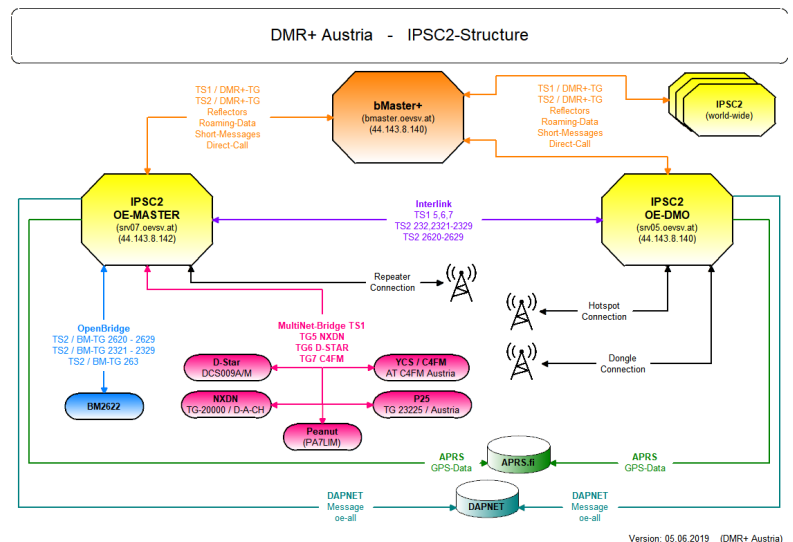 DMR+ Austria - IPSC2-Structure
TS1 / DMR+-TG
TS2 / DMR+-TG
Reflectors
Roaming-Data
Short-Messages
Direct-Call
bMaster+
(bmaster.oevsv.at)
(44.143.8.140)
TS1 / DMR+-TG
TS2 / DMR+-TG
Reflectors
Roaming-Data
Short-Messages
Direct-Call
IPSC2
(world-wide)
IPSC2
OE-MASTER
(srv07.oevsv.at)
(44.143.8.142)
Interlink
TS1 5,6,7
TS2 232,2321-2329
TS2 2620-2629
IPSC2
OE-DMO
(srv05.oevsv.at)
(44.143.8.140)
Repeater
Connection
Hotspot
Connection
Dongle
Connection
OpenBridge
TS2 / BM-TG 2620 - 2629
TS2 / BM-TG 2321 - 2329
TS2 / BM-TG 263
BM2622
MultiNet-Bridge TS1
TG5 NXDN
TG6 D-STAR
TG7 C4FM
D-Star
DCS009A/M
YCS / C4FM
AT C4FM Austria
NXDN
TG-20000 / D-A-CH
P25
TG 23225 / Austria
Peanut
(PA7LIM)
APRS
GPS-Data
APRS.fi
APRS
GPS-Data
DAPNET
Message
oe-all
DAPNET
DAPNET
Message
oe-all
Version: 05.06.2019 (DMR+ Austria)